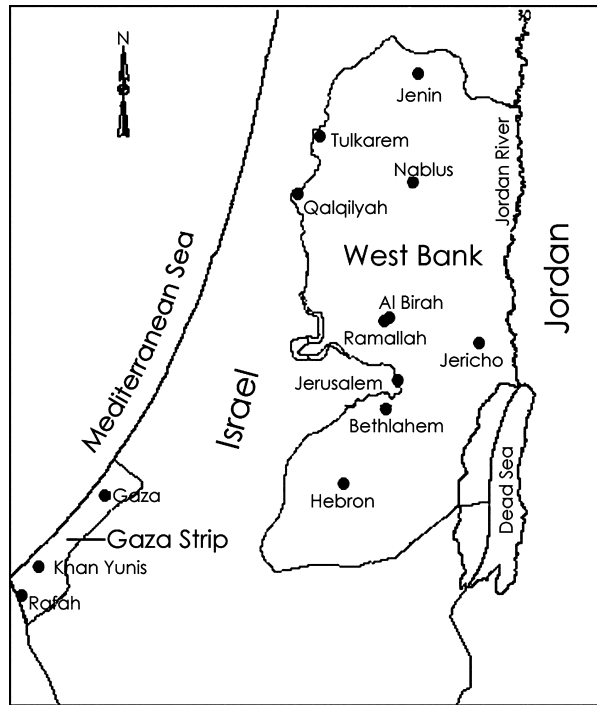 30
N
Jenin
Tulkarem
Jordan River
Nablus
Qalqilyah
West Bank
Jordan
Mediterranean Sea
Al Birah
Ramallah
Jericho
Jerusalem
Israel
Bethlahem
Hebron
Dead Sea
Gaza
Gaza Strip
Khan Yunis
Rafah